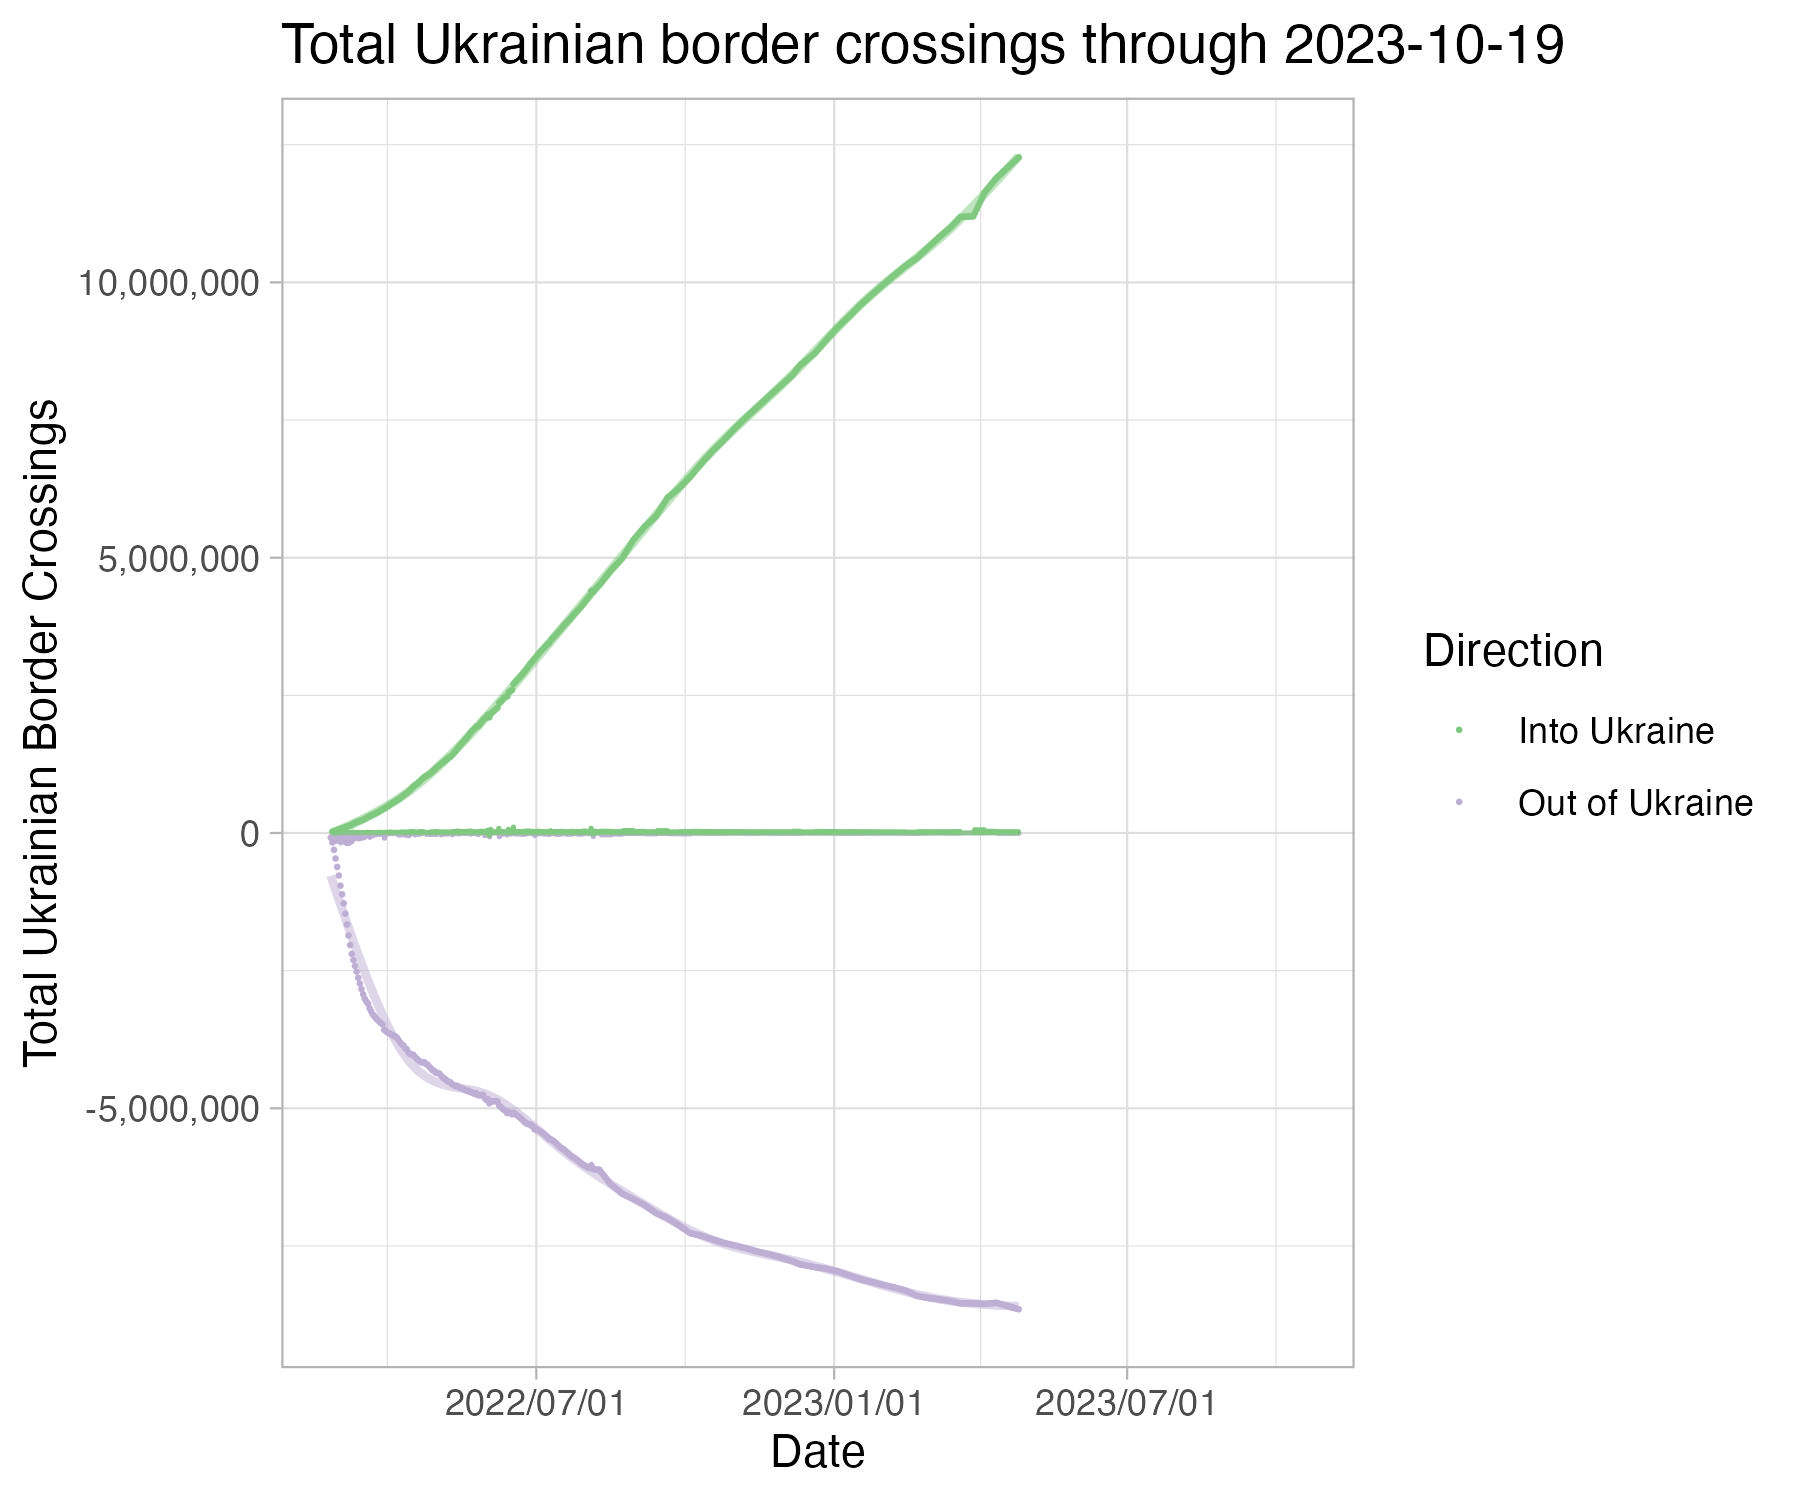 Total Ukrainian border crossings through 2023-10-19
Total Ukrainian Border Crossings
10,000,000
5,000,000
0
-5,000,000
2022/07/01
2023/01/01
2023/07/01
Date
Direction
Into Ukraine
Out of Ukraine